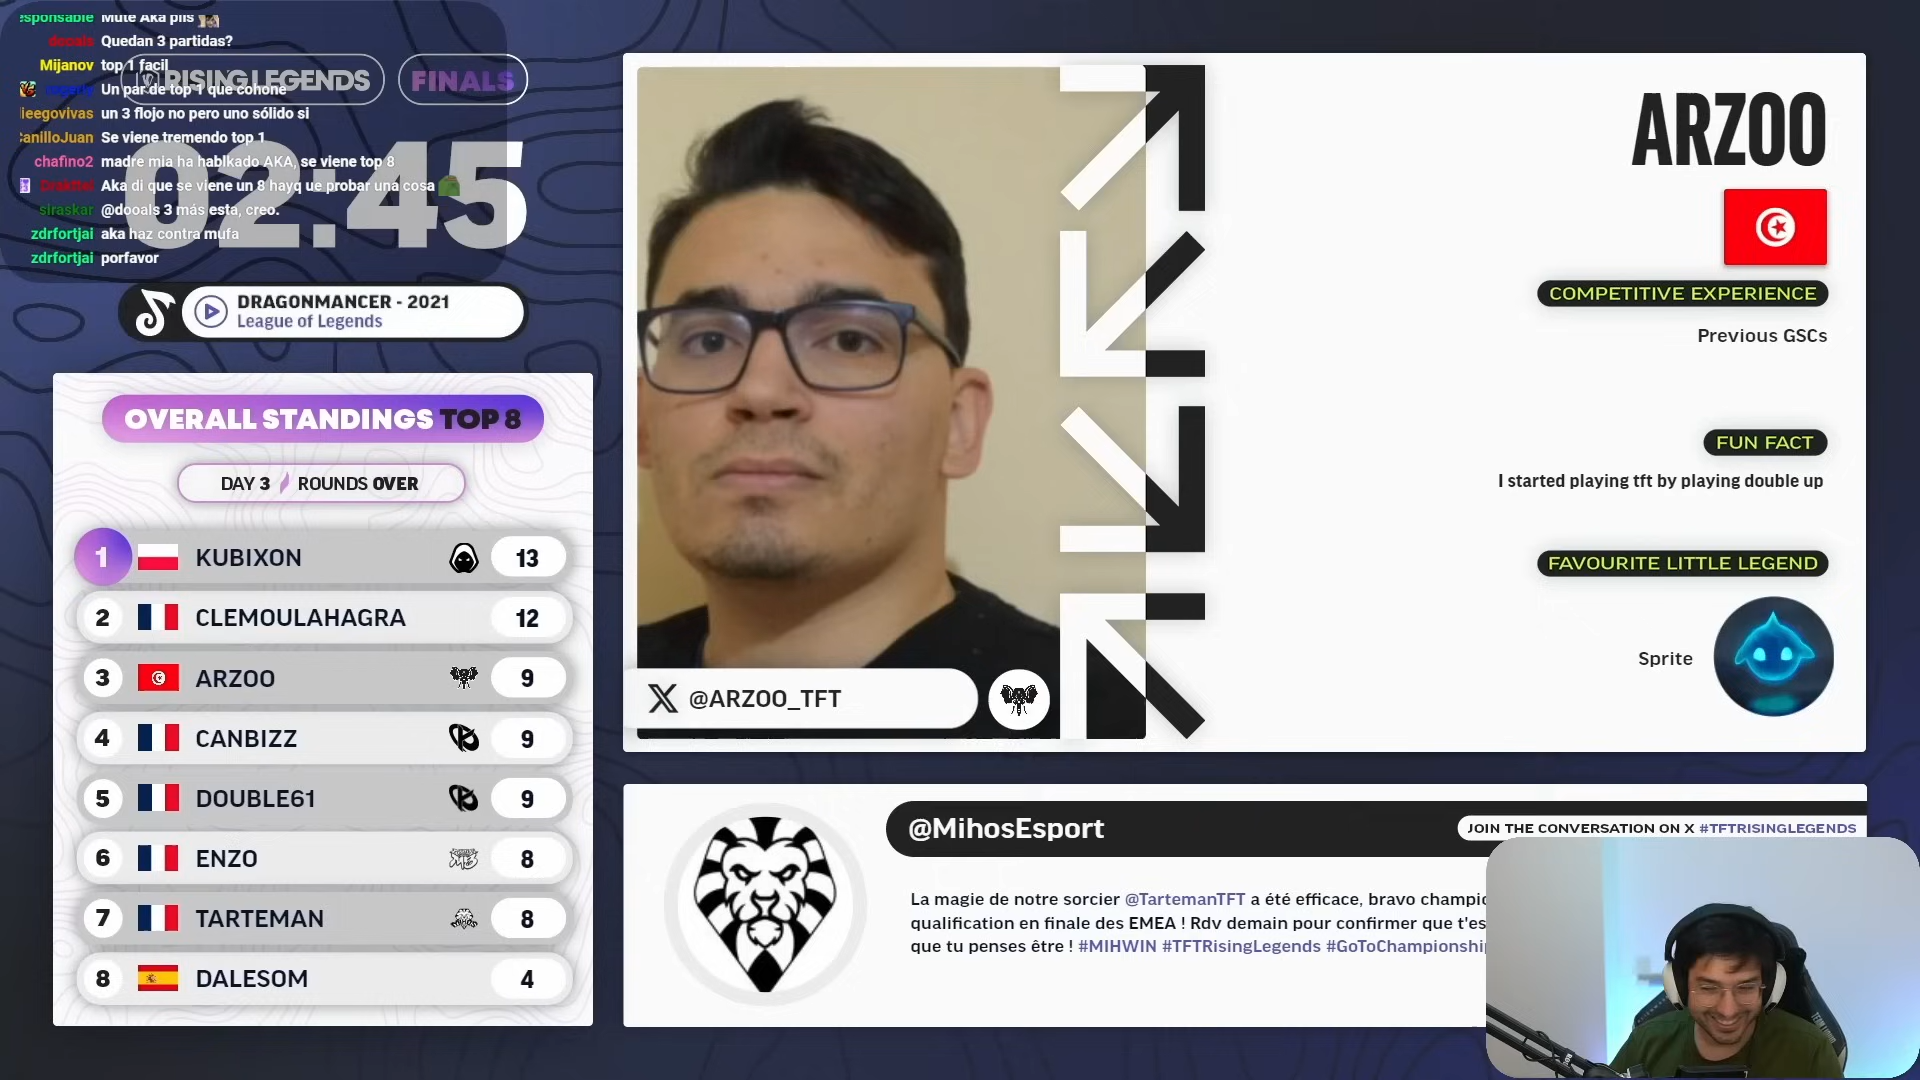 esponsable Mute Aka plis
dooals Quedan 3 partidas?
Mijanov top 1 facil
Un par de top 1 que cohone
ieegovivas un 3 flojo no pero uno sólido si
anilloJuan Se viene tremendo top 1
chafino2 madre mia ha hablkado AKA, se viene top 8
Aka di que se viene un 8 hayq ue probar una cosa
siraskar @dooals 3 más esta, creo.
zdrfortjai aka haz contra mufa
zdrfortjai porfavor
RISING LEGENDS
FINALS
02:45
DRAGONMANCER - 2021
League of Legends
OVERALL STANDINGS TOP 8
DAY 3 ROUNDS OVER
1 KUBIXON 13
2 CLEMOULAHAGRA 12
3 ARZOO 9
4 CANBIZZ 9
5 DOUBLE61 9
6 ENZO 8
7 TARTEMAN 8
8 DALESOM 4
@ARZOO_TFT
ARZOO
COMPETITIVE EXPERIENCE
Previous GSCs
FUN FACT
I started playing tft by playing double up
FAVOURITE LITTLE LEGEND
Sprite
@MihosEsport
JOIN THE CONVERSATION ON X #TFTRISINGLEGENDS
La magie de notre sorcier @TartemanTFT a été efficace, bravo champi
qualification en finale des EMEA ! Rdv demain pour confirmer que t'es
que tu penses être ! #MIHWIN #TFTRisingLegends #GoToChampionshi